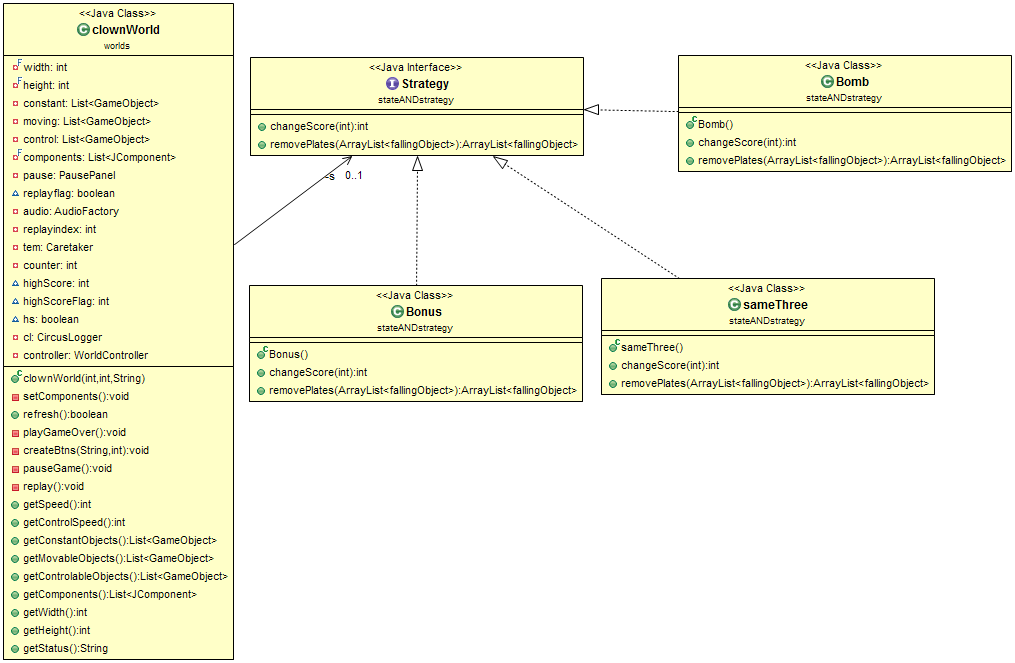 <<Java Class>>
C clownWorld
worlds
F width: int
F height: int
constant: List<GameObject>
moving: List<GameObject>
control: List<GameObject>
F components: List<JComponent>
pause: PausePanel
replayflag: boolean
audio: AudioFactory
replayindex: int
tem: Caretaker
counter: int
highScore: int
highScoreFlag: int
hs: boolean
cl: CircusLogger
controller: WorldController
C clownWorld(int,int,String)
setComponents():void
refresh():boolean
playGameOver():void
createBtns(String,int):void
pauseGame():void
replay():void
getSpeed():int
getControlSpeed():int
getConstantObjects():List<GameObject>
getMovableObjects():List<GameObject>
getControlableObjects():List<GameObject>
getComponents():List<JComponent>
getWidth():int
getHeight():int
getStatus():String
<<Java Interface>>
I Strategy
stateANDstrategy
changeScore(int):int
removePlates(ArrayList<fallingObject>):ArrayList<fallingObject>
-s 0..1
<<Java Class>>
C Bomb
stateANDstrategy
C Bomb()
changeScore(int):int
removePlates(ArrayList<fallingObject>):ArrayList<fallingObject>
<<Java Class>>
C Bonus
stateANDstrategy
C Bonus()
changeScore(int):int
removePlates(ArrayList<fallingObject>):ArrayList<fallingObject>
<<Java Class>>
C sameThree
stateANDstrategy
C sameThree()
changeScore(int):int
removePlates(ArrayList<fallingObject>):ArrayList<fallingObject>